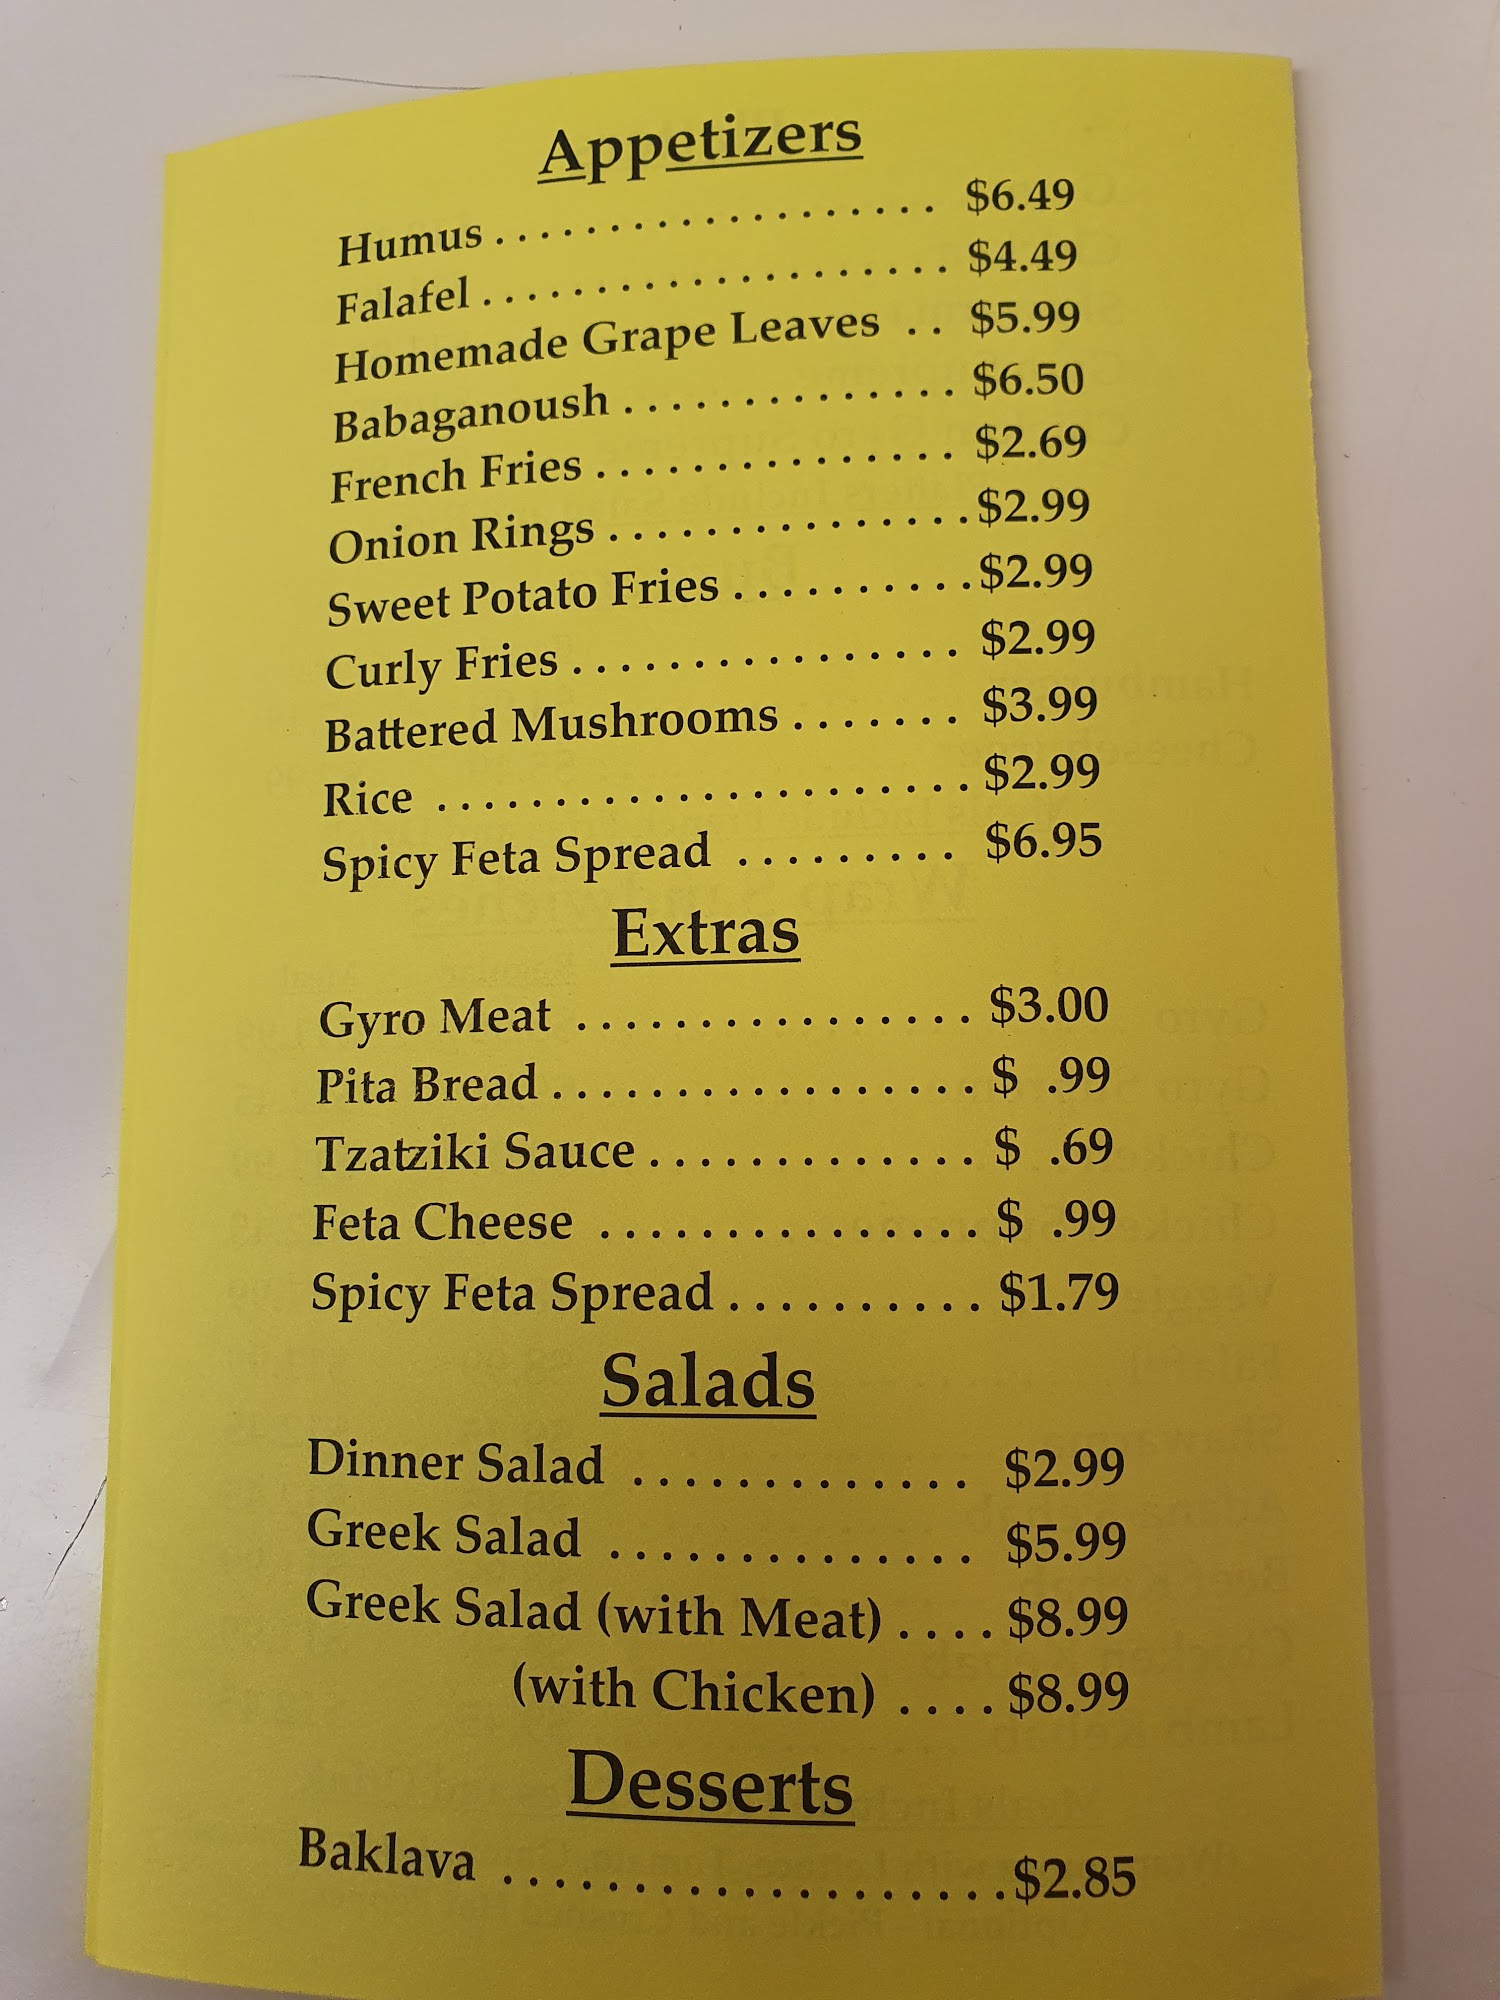 Appetizers
Humus . . . . . . . . . . . . . . . . . . . . $6.49
Falafel . . . . . . . . . . . . . . . . . . . . . $4.49
Homemade Grape Leaves . . $5.99
Babaganoush . . . . . . . . . . . . . . $6.50
French Fries . . . . . . . . . . . . . . . $2.69
Onion Rings . . . . . . . . . . . . . . . $2.99
Sweet Potato Fries . . . . . . . . . . $2.99
Curly Fries . . . . . . . . . . . . . . . . $2.99
Battered Mushrooms . . . . . . . $3.99
Rice . . . . . . . . . . . . . . . . . . . . . . $2.99
Spicy Feta Spread . . . . . . . . . $6.95
Extras
Gyro Meat . . . . . . . . . . . . . . . . $3.00
Pita Bread . . . . . . . . . . . . . . . . . $ .99
Tzatziki Sauce . . . . . . . . . . . . . $ .69
Feta Cheese . . . . . . . . . . . . . . . $ .99
Spicy Feta Spread . . . . . . . . . . $1.79
Salads
Dinner Salad . . . . . . . . . . . . . $2.99
Greek Salad . . . . . . . . . . . . . . $5.99
Greek Salad (with Meat) . . . . $8.99
(with Chicken) . . . . $8.99
Desserts
Baklava . . . . . . . . . . . . . . . . . . . . $2.85